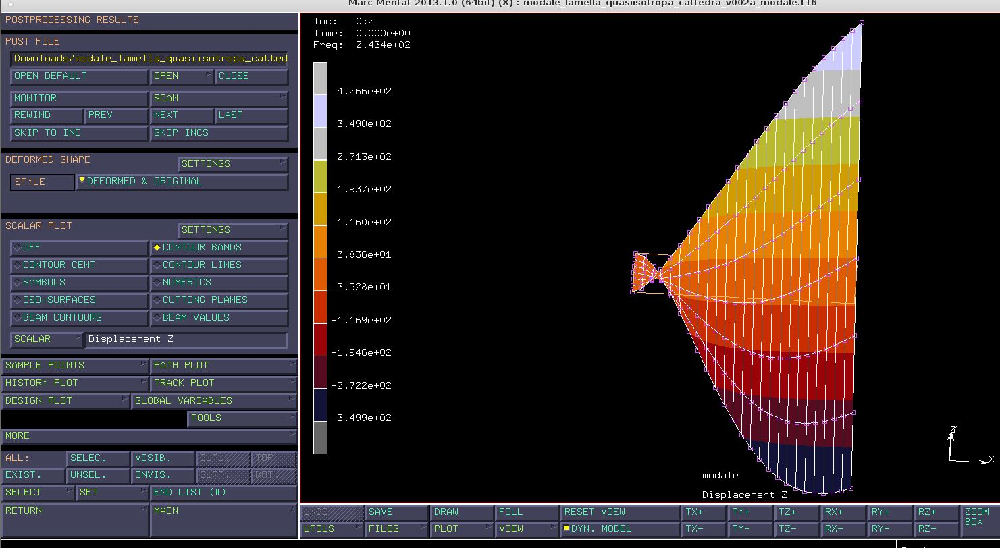 Marc Mentat 2013.1.0 (64bit) (X) : modale_lamella_quasiisotropa_cattedra_v002a_modale.t16
POSTPROCESSING RESULTS
POST FILE
Downloads/modale_lamella_quasiisotropa_catted
OPEN DEFAULT OPEN CLOSE
MONITOR SCAN
REWIND PREV NEXT LAST
SKIP TO INC SKIP INCS
DEFORMED SHAPE
SETTINGS
STYLE DEFORMED & ORIGINAL
SCALAR PLOT
SETTINGS
OFF CONTOUR BANDS
CONTOUR CENT CONTOUR LINES
SYMBOLS NUMERICS
ISO-SURFACES CUTTING PLANES
BEAM CONTOURS BEAM VALUES
SCALAR Displacement Z
SAMPLE POINTS PATH PLOT
HISTORY PLOT TRACK PLOT
DESIGN PLOT GLOBAL VARIABLES
TOOLS
MORE
ALL: SELEC. VISIB. OUTL. TOP
EXIST. UNSEL. INVIS. SURF. BOT.
SELECT SET END LIST (#)
RETURN MAIN
Inc: 0:2
Time: 0.000e+00
Freq: 2.434e+02
4.266e+02
3.490e+02
2.713e+02
1.937e+02
1.160e+02
3.836e+01
-3.928e+01
-1.169e+02
-1.946e+02
-2.722e+02
-3.499e+02
Z
X
modale
Displacement Z
UNDO SAVE DRAW FILL RESET VIEW TX+ TY+ TZ+ RX+ RY+ RZ+ ZOOM
BOX
UTILS FILES PLOT VIEW DYN. MODEL TX- TY- TZ- RX- RY- RZ-